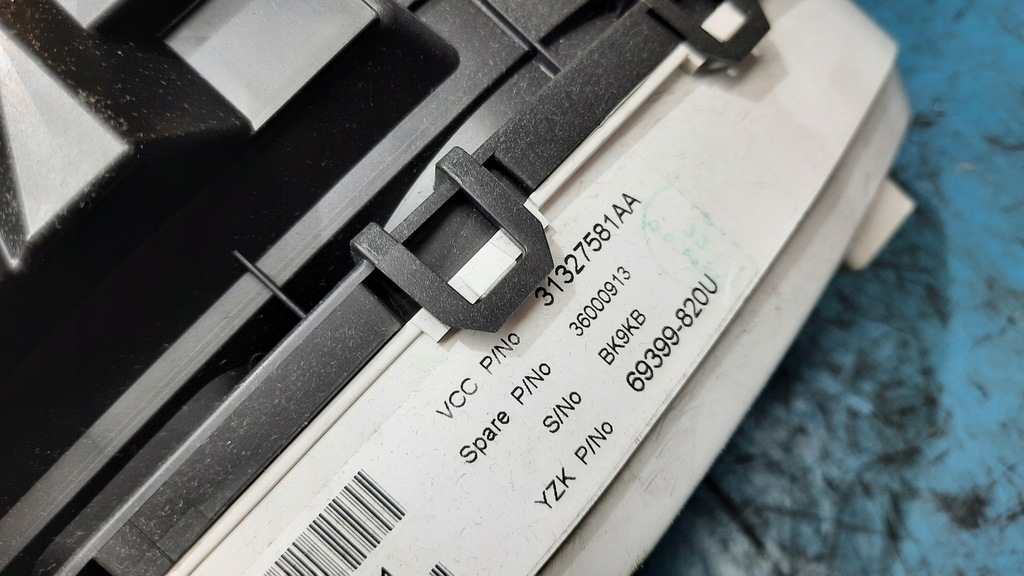 VCC P/No 31327581AA
Spare P/No 36000913
S/No BK9KB
YZK P/No 69399-820U